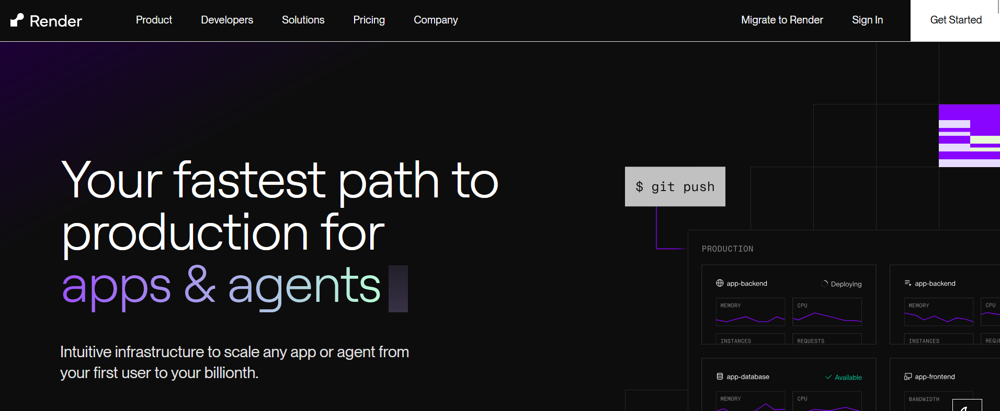 Render
Product
Developers
Solutions
Pricing
Company
Migrate to Render
Sign In
Get Started
Your fastest path to
production for
apps & agents
Intuitive infrastructure to scale any app or agent from
your first user to your billionth.
$ git push
PRODUCTION
app-backend
Deploying
MEMORY
CPU
INSTANCES
REQUESTS
app-backend
MEMORY
CPU
INSTANCES
app-database
Available
MEMORY
CPU
app-frontend
BANDWIDTH